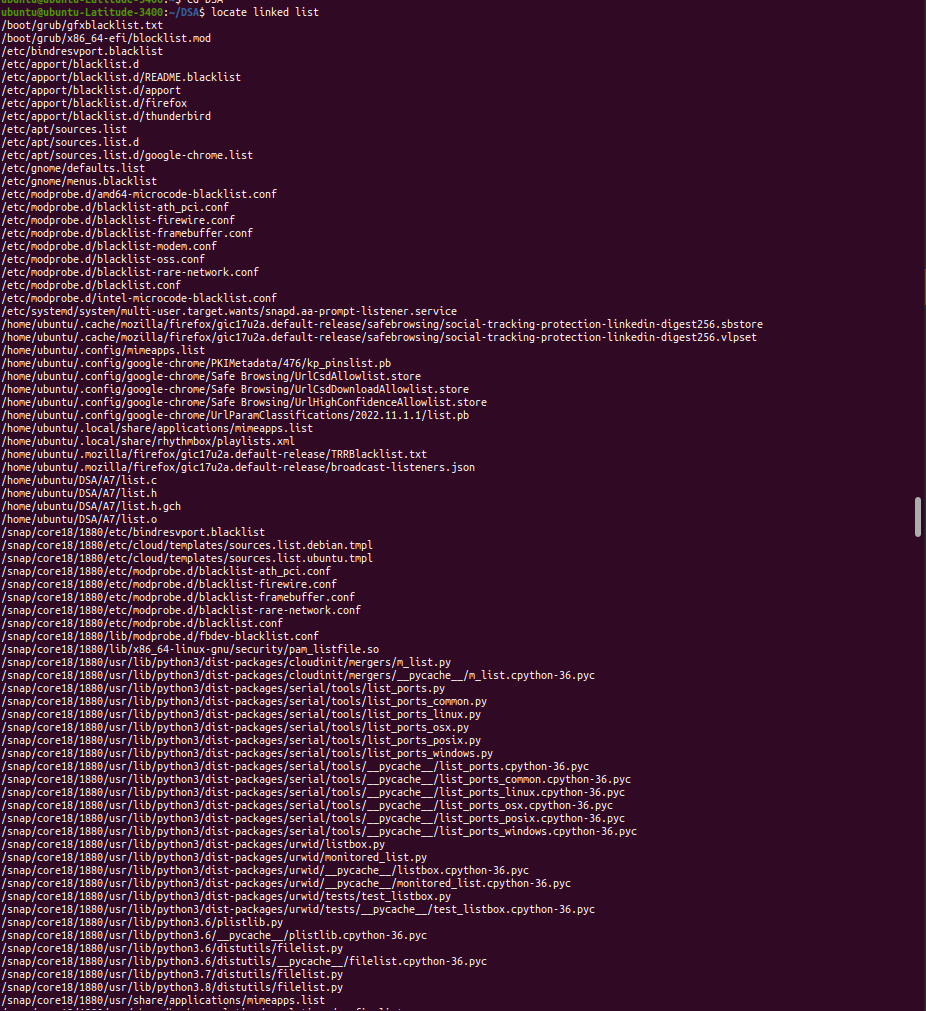 ubuntu@ubuntu-Latitude-3400:~$ cd DSA
ubuntu@ubuntu-Latitude-3400:~/DSA$ locate linked list
/boot/grub/gfxblacklist.txt
/boot/grub/x86_64-efi/blocklist.mod
/etc/bindresvport.blacklist
/etc/apport/blacklist.d
/etc/apport/blacklist.d/README.blacklist
/etc/apport/blacklist.d/apport
/etc/apport/blacklist.d/firefox
/etc/apport/blacklist.d/thunderbird
/etc/apt/sources.list
/etc/apt/sources.list.d
/etc/apt/sources.list.d/google-chrome.list
/etc/gnome/defaults.list
/etc/gnome/menus.blacklist
/etc/modprobe.d/amd64-microcode-blacklist.conf
/etc/modprobe.d/blacklist-ath_pci.conf
/etc/modprobe.d/blacklist-firewire.conf
/etc/modprobe.d/blacklist-framebuffer.conf
/etc/modprobe.d/blacklist-modem.conf
/etc/modprobe.d/blacklist-oss.conf
/etc/modprobe.d/blacklist-rare-network.conf
/etc/modprobe.d/blacklist.conf
/etc/modprobe.d/intel-microcode-blacklist.conf
/etc/systemd/system/multi-user.target.wants/snapd.aa-prompt-listener.service
/home/ubuntu/.cache/mozilla/firefox/gic17u2a.default-release/safebrowsing/social-tracking-protection-linkedin-digest256.sbstore
/home/ubuntu/.cache/mozilla/firefox/gic17u2a.default-release/safebrowsing/social-tracking-protection-linkedin-digest256.vlpset
/home/ubuntu/.config/mimeapps.list
/home/ubuntu/.config/google-chrome/PKIMetadata/476/kp_pinslist.pb
/home/ubuntu/.config/google-chrome/Safe Browsing/UrlCsdAllowlist.store
/home/ubuntu/.config/google-chrome/Safe Browsing/UrlCsdDownloadAllowlist.store
/home/ubuntu/.config/google-chrome/Safe Browsing/UrlHighConfidenceAllowlist.store
/home/ubuntu/.config/google-chrome/UrlParamClassifications/2022.11.1.1/list.pb
/home/ubuntu/.local/share/applications/mimeapps.list
/home/ubuntu/.local/share/rhythmbox/playlists.xml
/home/ubuntu/.mozilla/firefox/gic17u2a.default-release/TRRBlacklist.txt
/home/ubuntu/.mozilla/firefox/gic17u2a.default-release/broadcast-listeners.json
/home/ubuntu/DSA/A7/list.c
/home/ubuntu/DSA/A7/list.h
/home/ubuntu/DSA/A7/list.h.gch
/home/ubuntu/DSA/A7/list.o
/snap/core18/1880/etc/bindresvport.blacklist
/snap/core18/1880/etc/cloud/templates/sources.list.debian.tmpl
/snap/core18/1880/etc/cloud/templates/sources.list.ubuntu.tmpl
/snap/core18/1880/etc/modprobe.d/blacklist-ath_pci.conf
/snap/core18/1880/etc/modprobe.d/blacklist-firewire.conf
/snap/core18/1880/etc/modprobe.d/blacklist-framebuffer.conf
/snap/core18/1880/etc/modprobe.d/blacklist-rare-network.conf
/snap/core18/1880/etc/modprobe.d/blacklist.conf
/snap/core18/1880/lib/modprobe.d/fbdev-blacklist.conf
/snap/core18/1880/lib/x86_64-linux-gnu/security/pam_listfile.so
/snap/core18/1880/usr/lib/python3/dist-packages/cloudinit/mergers/m_list.py
/snap/core18/1880/usr/lib/python3/dist-packages/cloudinit/mergers/__pycache__/m_list.cpython-36.pyc
/snap/core18/1880/usr/lib/python3/dist-packages/serial/tools/list_ports.py
/snap/core18/1880/usr/lib/python3/dist-packages/serial/tools/list_ports_common.py
/snap/core18/1880/usr/lib/python3/dist-packages/serial/tools/list_ports_linux.py
/snap/core18/1880/usr/lib/python3/dist-packages/serial/tools/list_ports_osx.py
/snap/core18/1880/usr/lib/python3/dist-packages/serial/tools/list_ports_posix.py
/snap/core18/1880/usr/lib/python3/dist-packages/serial/tools/list_ports_windows.py
/snap/core18/1880/usr/lib/python3/dist-packages/serial/tools/__pycache__/list_ports.cpython-36.pyc
/snap/core18/1880/usr/lib/python3/dist-packages/serial/tools/__pycache__/list_ports_common.cpython-36.pyc
/snap/core18/1880/usr/lib/python3/dist-packages/serial/tools/__pycache__/list_ports_linux.cpython-36.pyc
/snap/core18/1880/usr/lib/python3/dist-packages/serial/tools/__pycache__/list_ports_osx.cpython-36.pyc
/snap/core18/1880/usr/lib/python3/dist-packages/serial/tools/__pycache__/list_ports_posix.cpython-36.pyc
/snap/core18/1880/usr/lib/python3/dist-packages/serial/tools/__pycache__/list_ports_windows.cpython-36.pyc
/snap/core18/1880/usr/lib/python3/dist-packages/urwid/listbox.py
/snap/core18/1880/usr/lib/python3/dist-packages/urwid/monitored_list.py
/snap/core18/1880/usr/lib/python3/dist-packages/urwid/__pycache__/listbox.cpython-36.pyc
/snap/core18/1880/usr/lib/python3/dist-packages/urwid/__pycache__/monitored_list.cpython-36.pyc
/snap/core18/1880/usr/lib/python3/dist-packages/urwid/tests/test_listbox.py
/snap/core18/1880/usr/lib/python3/dist-packages/urwid/tests/__pycache__/test_listbox.cpython-36.pyc
/snap/core18/1880/usr/lib/python3.6/plistlib.py
/snap/core18/1880/usr/lib/python3.6/__pycache__/plistlib.cpython-36.pyc
/snap/core18/1880/usr/lib/python3.6/distutils/filelist.py
/snap/core18/1880/usr/lib/python3.6/distutils/__pycache__/filelist.cpython-36.pyc
/snap/core18/1880/usr/lib/python3.7/distutils/filelist.py
/snap/core18/1880/usr/lib/python3.8/distutils/filelist.py
/snap/core18/1880/usr/share/applications/mimeapps.list